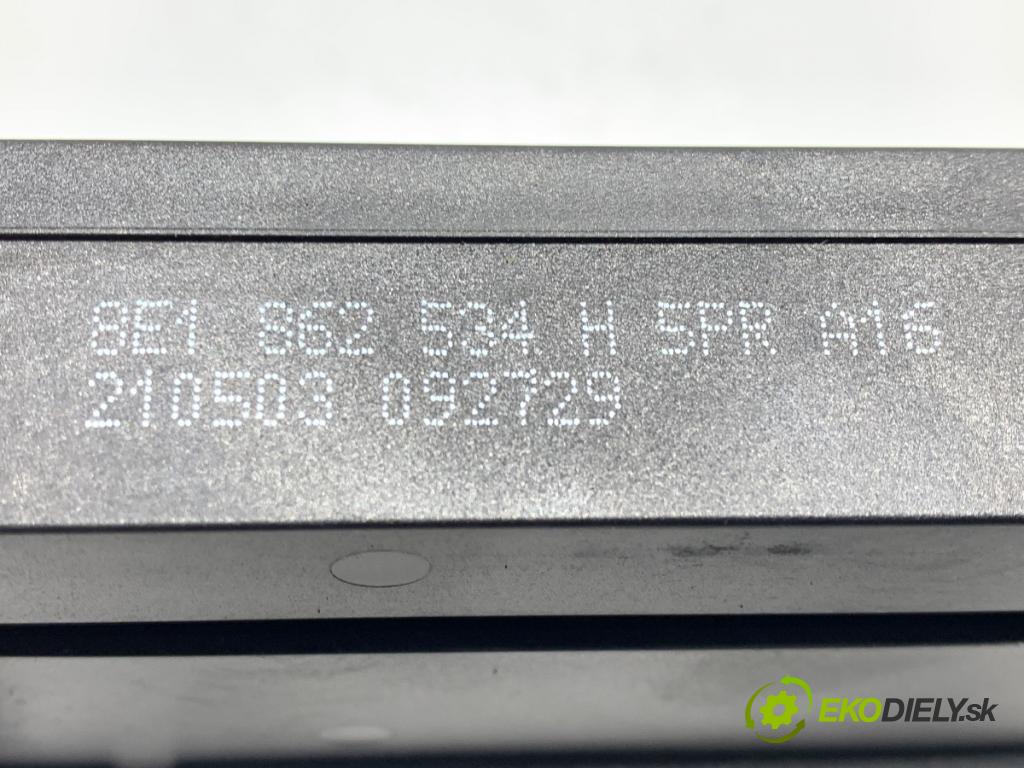 8E1 862 534 H 5PR A16
210503 092729
EKODIELY.sk